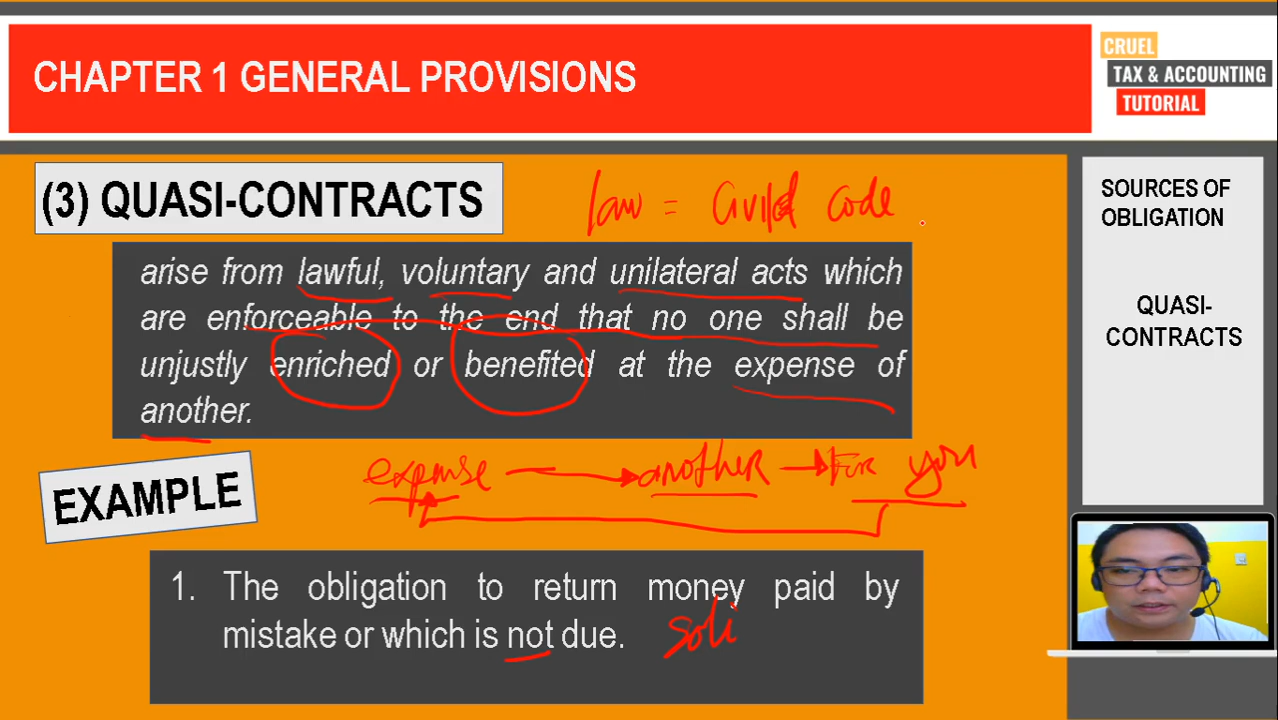 CHAPTER 1 GENERAL PROVISIONS
CRUEL
TAX & ACCOUNTING
TUTORIAL
(3) QUASI-CONTRACTS
law = Civil code
arise from lawful, voluntary and unilateral acts which
are enforceable to the end that no one shall be
unjustly enriched or benefited at the expense of
another.
expense another For you
EXAMPLE
1. The obligation to return money paid by
mistake or which is not due.
soli
SOURCES OF
OBLIGATION
QUASI-
CONTRACTS